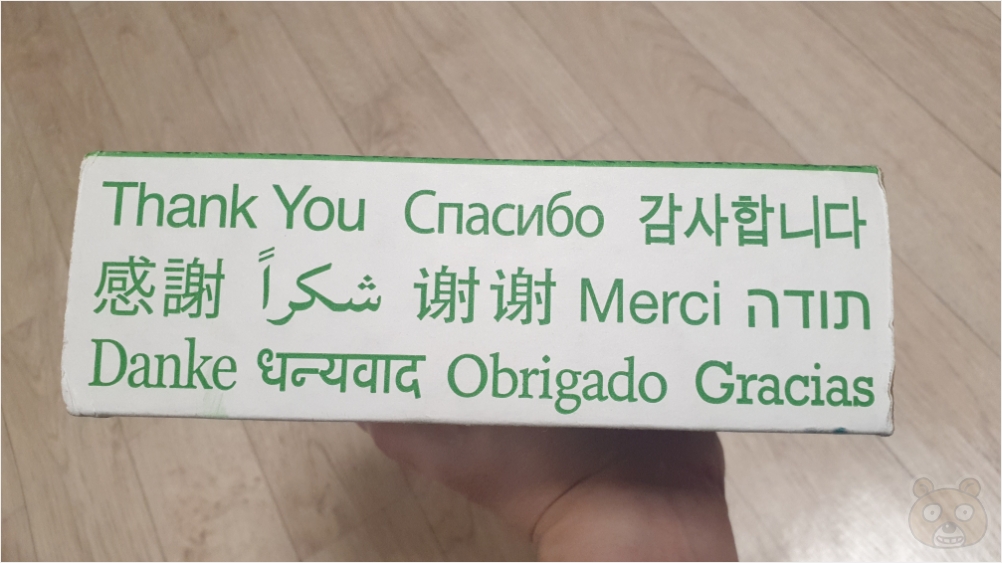 Thank You Спасибо 감사합니다
感謝 شكراً 谢谢 Merci תודה
Danke धन्यवाद Obrigado Gracias